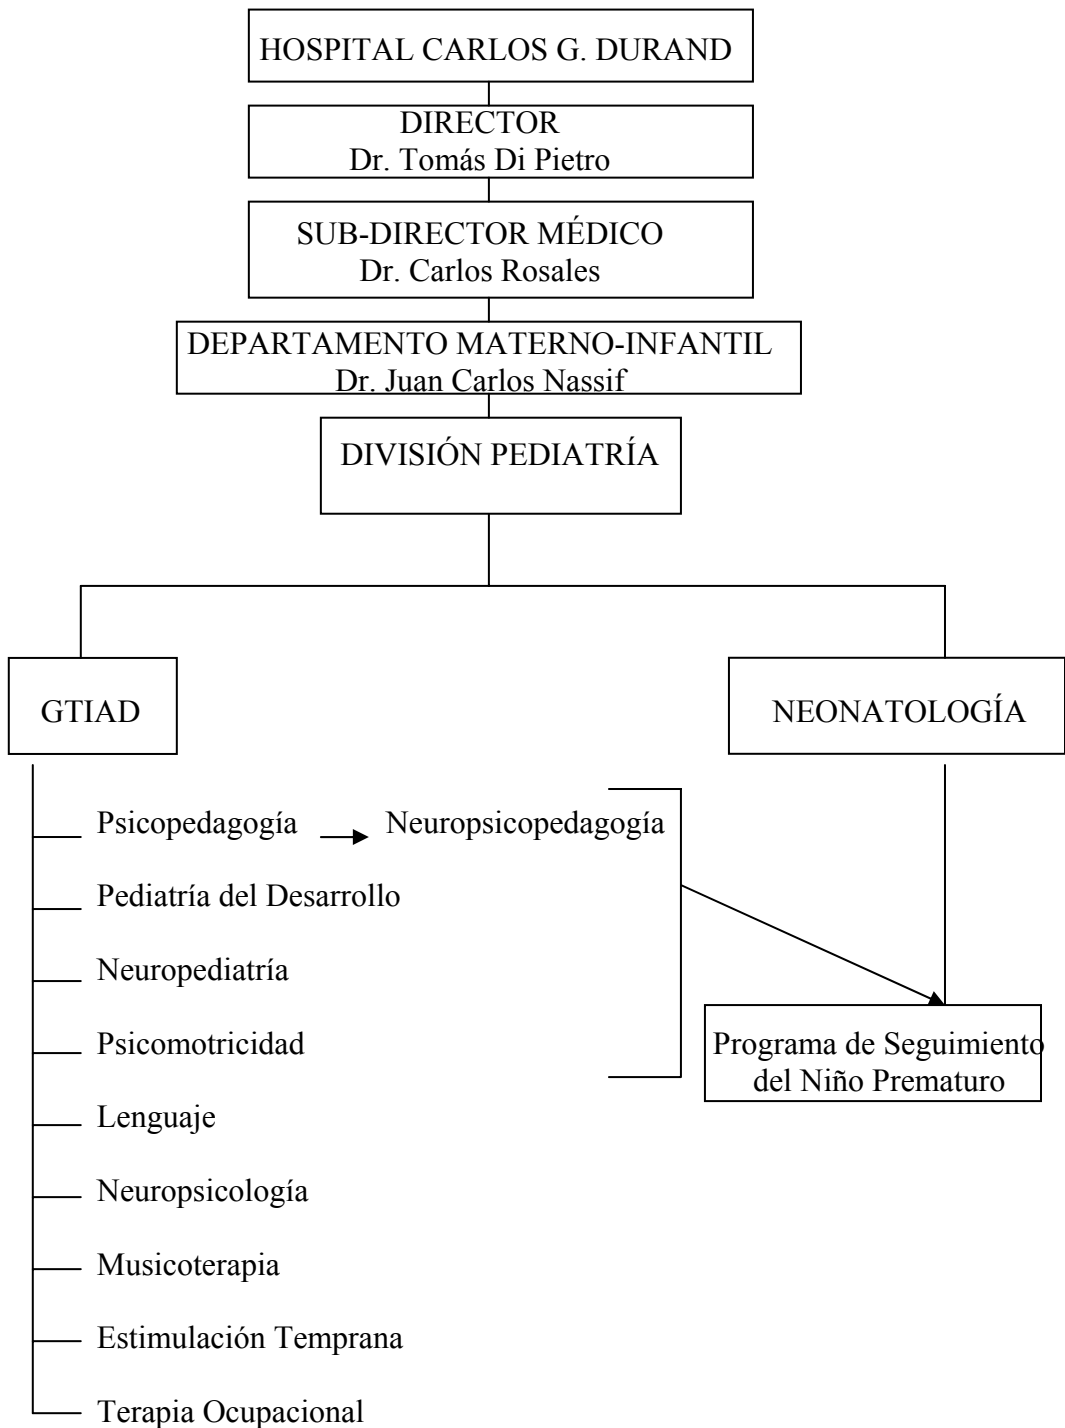 HOSPITAL CARLOS G. DURAND
DIRECTOR
Dr. Tomás Di Pietro
SUB-DIRECTOR MÉDICO
Dr. Carlos Rosales
DEPARTAMENTO MATERNO-INFANTIL
Dr. Juan Carlos Nassif
DIVISIÓN PEDIATRÍA
GTIAD
NEONATOLOGÍA
Psicopedagogía
Neuropsicopedagogía
Pediatría del Desarrollo
Neuropediatría
Psicomotricidad
Programa de Seguimiento
del Niño Prematuro
Lenguaje
Neuropsicología
Musicoterapia
Estimulación Temprana
Terapia Ocupacional